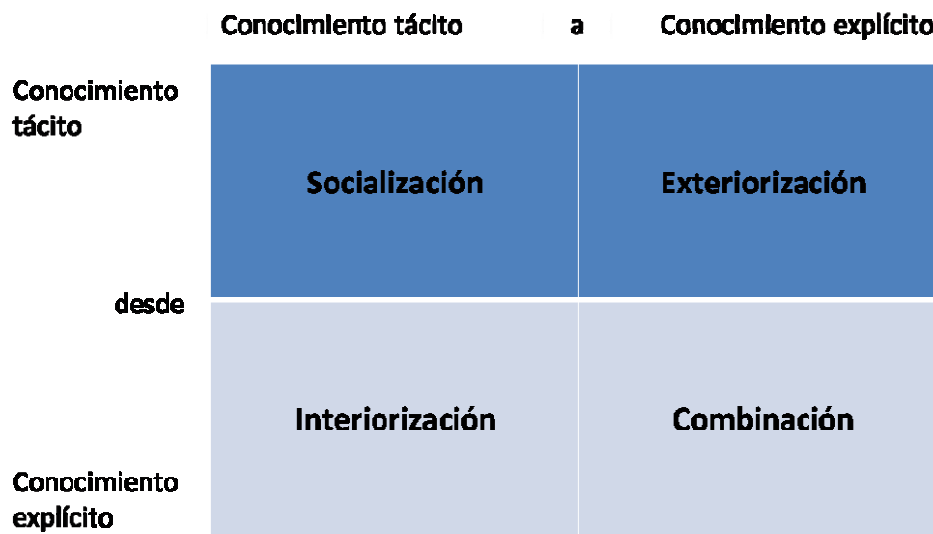 Conocimiento tácito a Conocimiento explícito
Conocimiento
tácito
Socialización Exteriorización
desde
Interiorización Combinación
Conocimiento
explícito